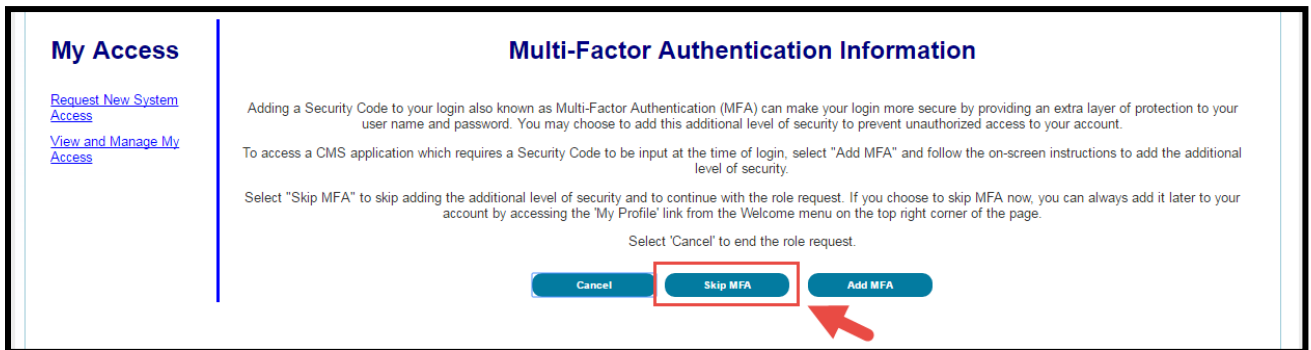 My Access
Request New System
Access
View and Manage My
Access
Multi-Factor Authentication Information
Adding a Security Code to your login also known as Multi-Factor Authentication (MFA) can make your login more secure by providing an extra layer of protection to your
user name and password. You may choose to add this additional level of security to prevent unauthorized access to your account.
To access a CMS application which requires a Security Code to be input at the time of login, select "Add MFA" and follow the on-screen instructions to add the additional
level of security.
Select "Skip MFA" to skip adding the additional level of security and to continue with the role request. If you choose to skip MFA now, you can always add it later to your
account by accessing the 'My Profile' link from the Welcome menu on the top right corner of the page.
Select 'Cancel' to end the role request.
Cancel Skip MFA Add MFA